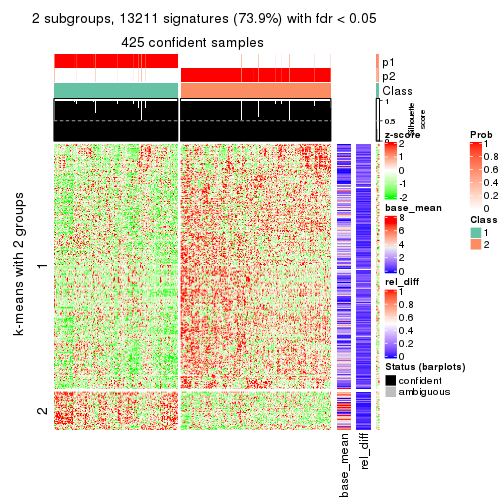 2 subgroups, 13211 signatures (73.9%) with fdr < 0.05
425 confident samples
p1
p2
Class
1
0.5
0
Silhouette
score
k-means with 2 groups
1
2
z-score
2
1
0
-1
-2
base_mean
8
6
4
2
0
rel_diff
1
0.8
0.6
0.4
0.2
0
Status (barplots)
confident
ambiguous
Prob
1
0.8
0.6
0.4
0.2
0
Class
1
2
base_mean
rel_diff